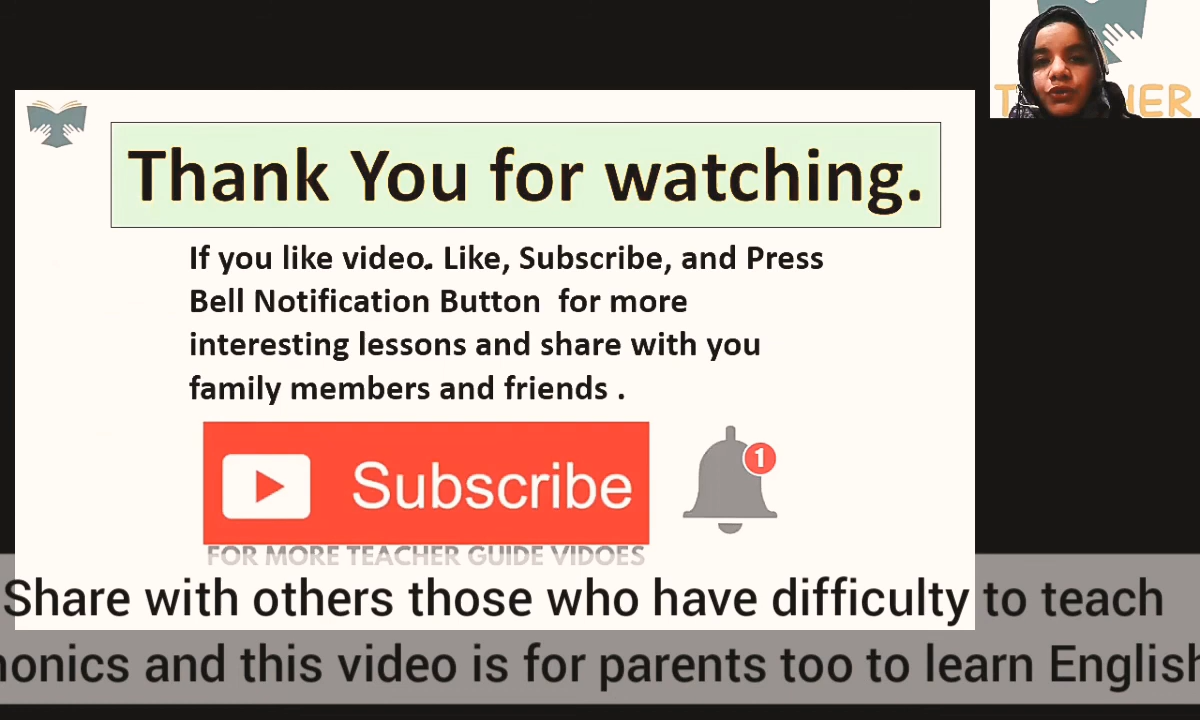 Thank You for watching.
If you like video. Like, Subscribe, and Press
Bell Notification Button for more
interesting lessons and share with you
family members and friends .
Subscribe
1
FOR MORE TEACHER GUIDE VIDOES
Share with others those who have difficulty to teach
honics and this video is for parents too to learn English